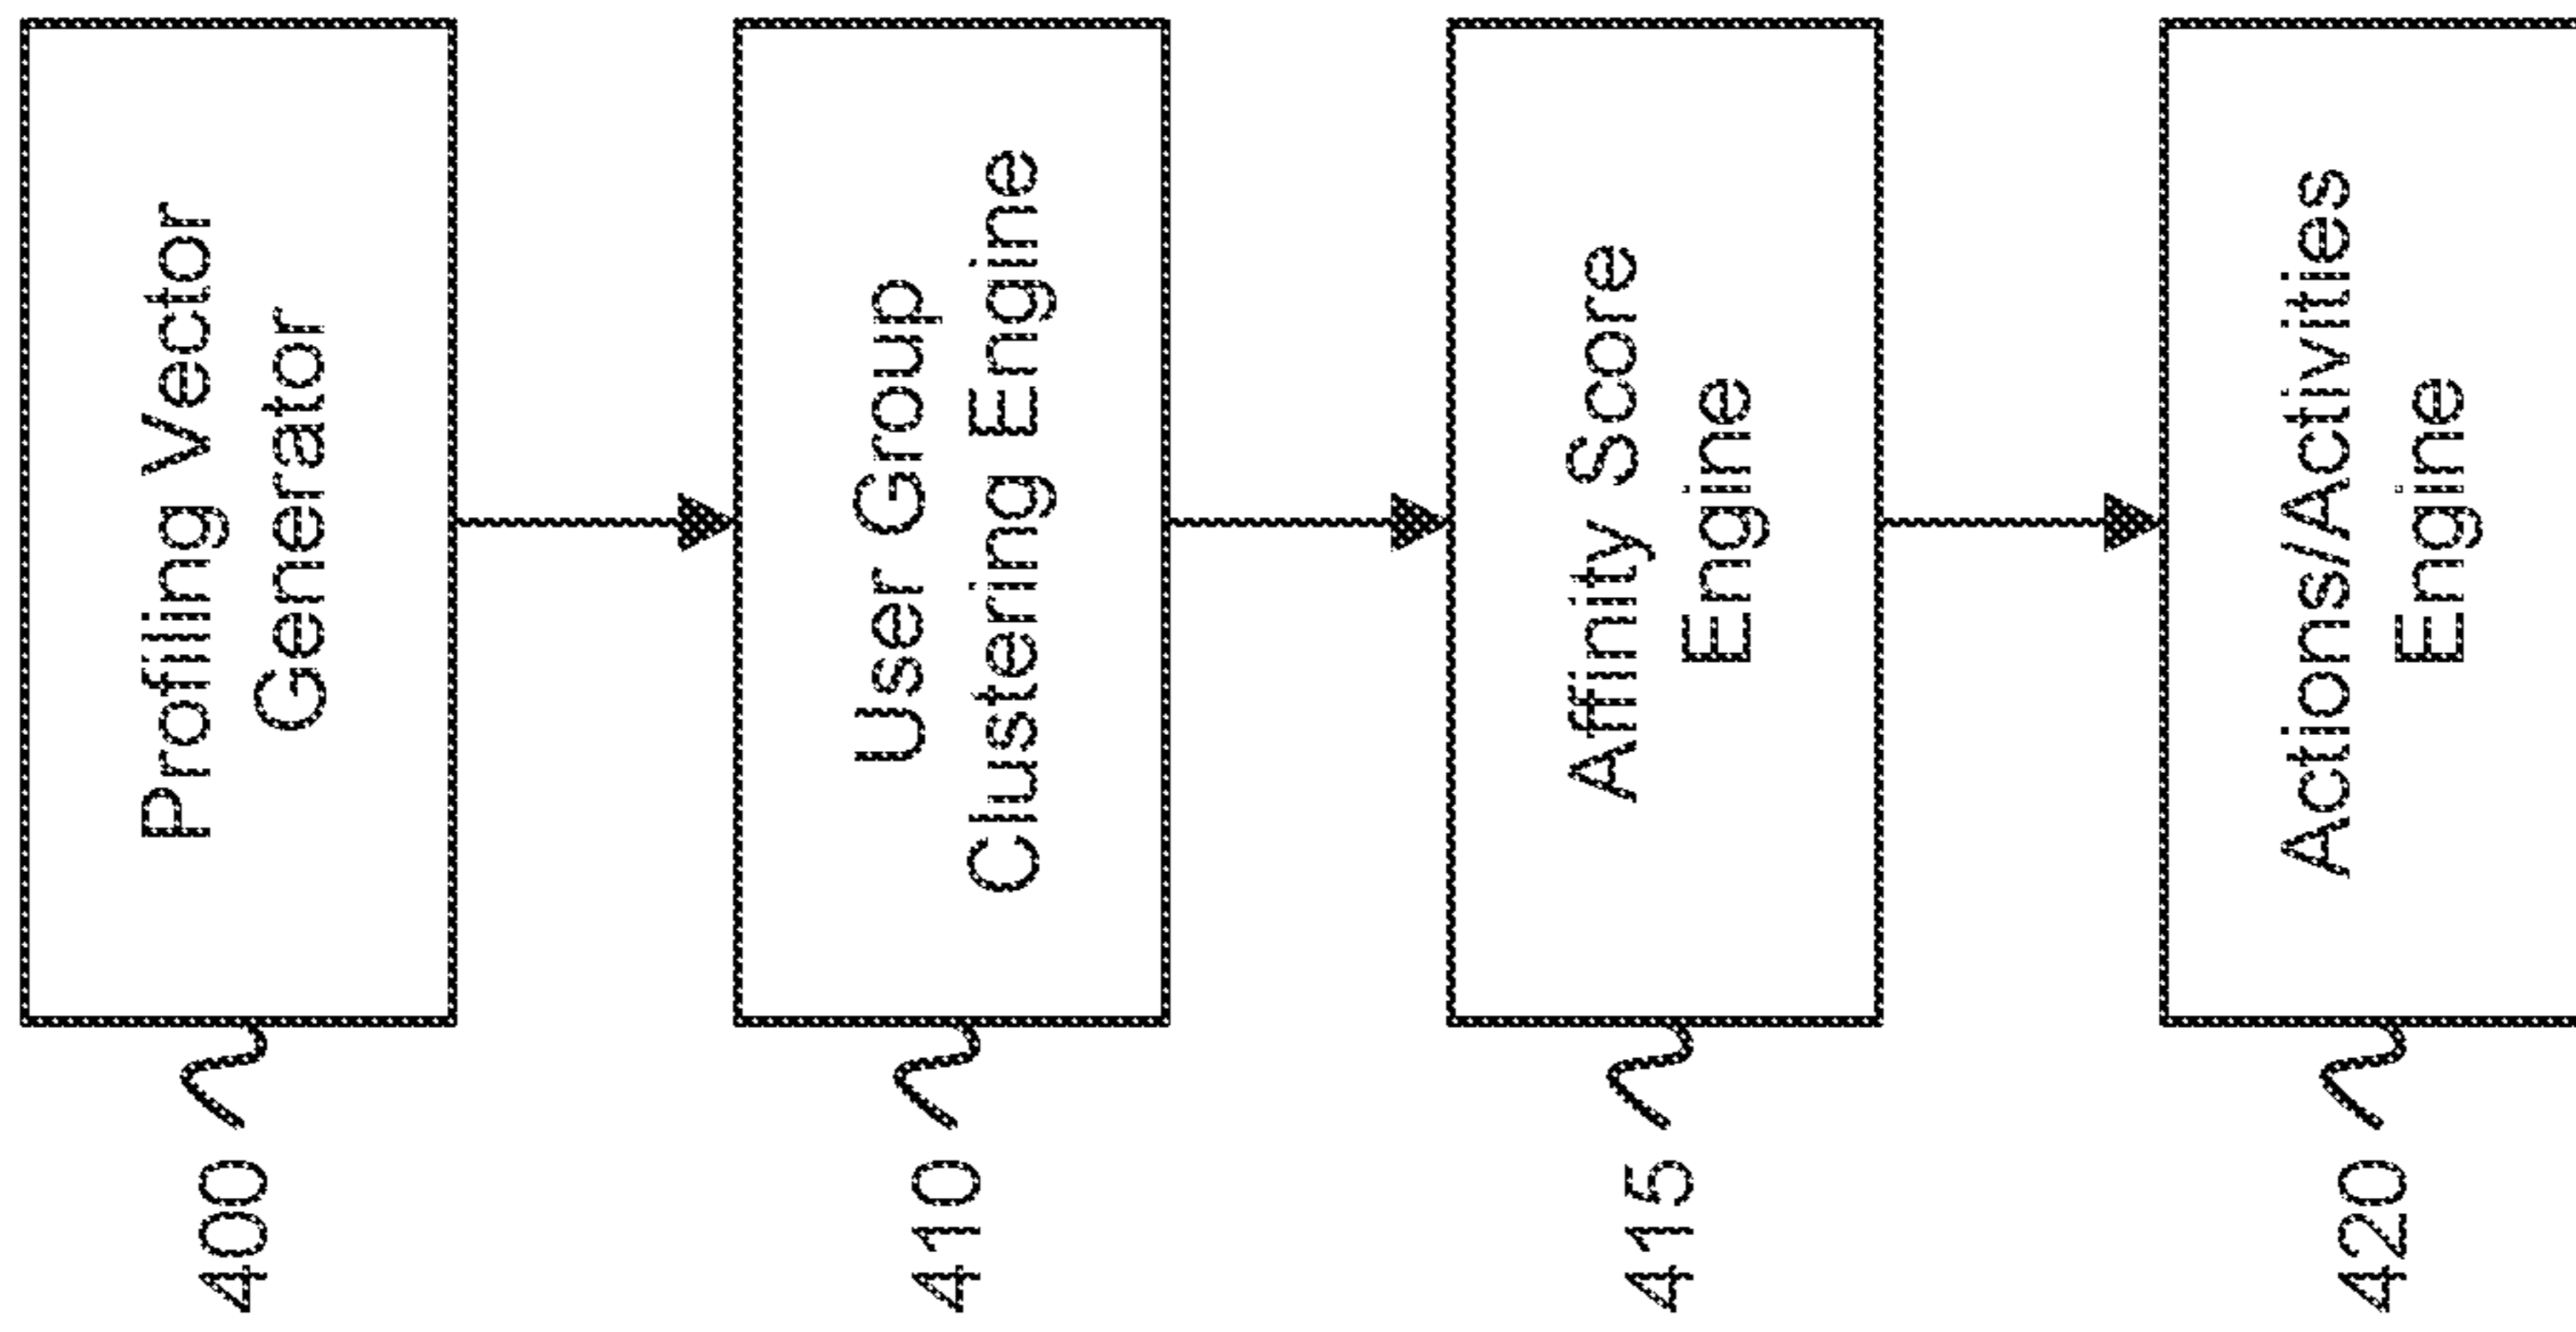 400
Profiling Vector
Generator
410
User Group
Clustering Engine
415
Affinity Score
Engine
420
Actions/Activities
Engine